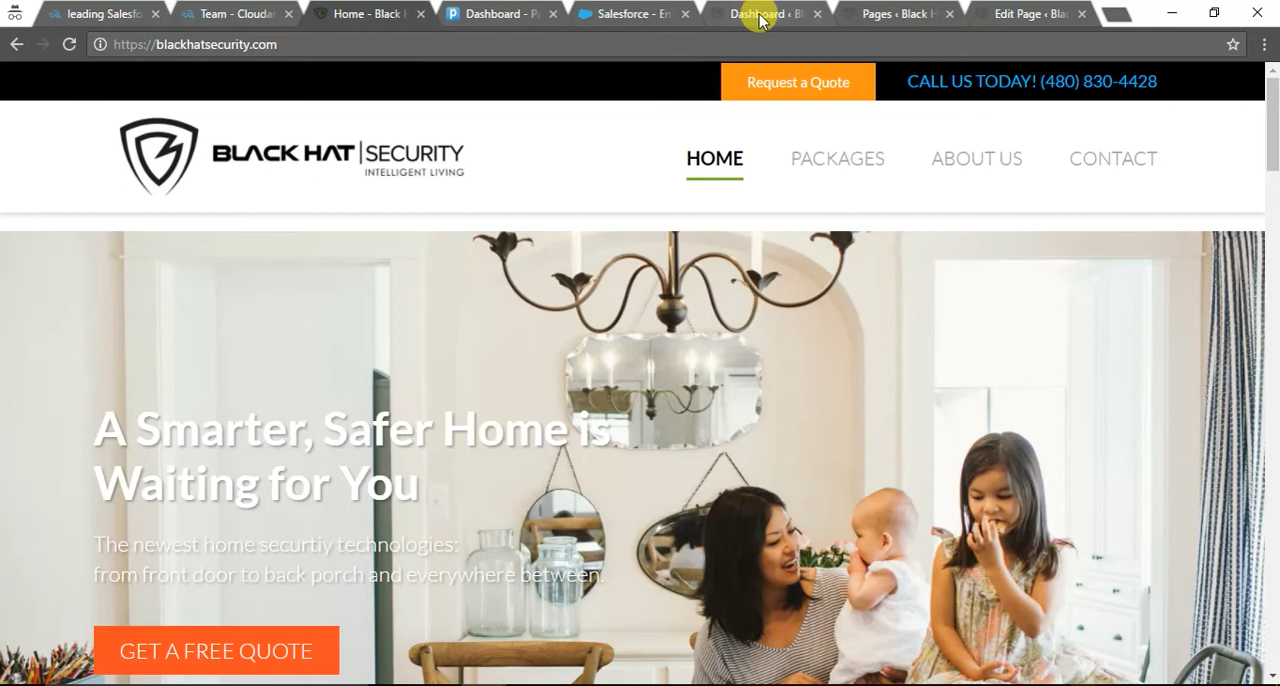 leading Salesfo
Team - Cloudar
Home - Black H
Dashboard - P
Salesforce - En
Dashboard ‹ Bl
Pages ‹ Black H
Edit Page ‹ Bla
https://blackhatsecurity.com
Request a Quote
CALL US TODAY! (480) 830-4428
BLACK HAT SECURITY
INTELLIGENT LIVING
HOME
PACKAGES
ABOUT US
CONTACT
A Smarter, Safer Home is
Waiting for You
The newest home securtiy technologies:
from front door to back porch and everywhere between.
GET A FREE QUOTE